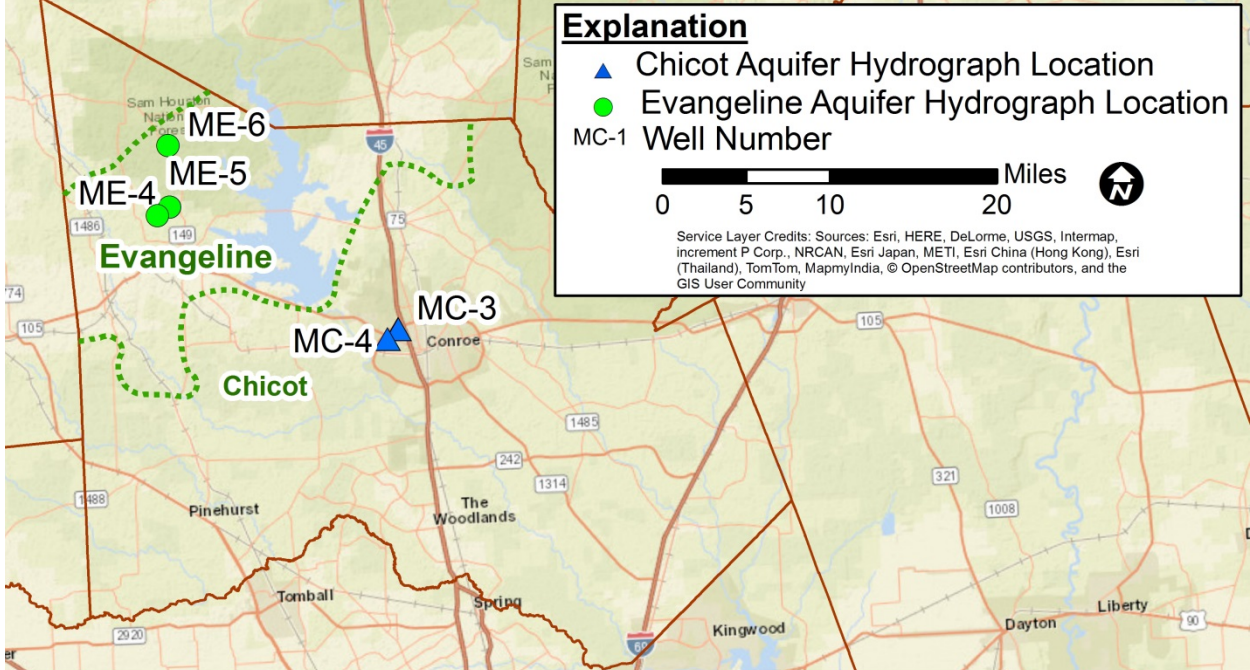 Explanation
Chicot Aquifer Hydrograph Location
Evangeline Aquifer Hydrograph Location
MC-1 Well Number
Miles
0 5 10 20
N
Service Layer Credits: Sources: Esri, HERE, DeLorme, USGS, Intermap,
increment P Corp., NRCAN, Esri Japan, METI, Esri China (Hong Kong), Esri
(Thailand), TomTom, MapmyIndia, © OpenStreetMap contributors, and the
GIS User Community
Sam Houston
ME-6
45
ME-5
ME-4
1486
149
75
Evangeline
774
105
MC-3
MC-4
Conroe
105
Chicot
1485
242
1314
321
1488
Pinehurst
The
Woodlands
1008
Tomball
Spring
Liberty
90
Dayton
2920
Kingwood
69